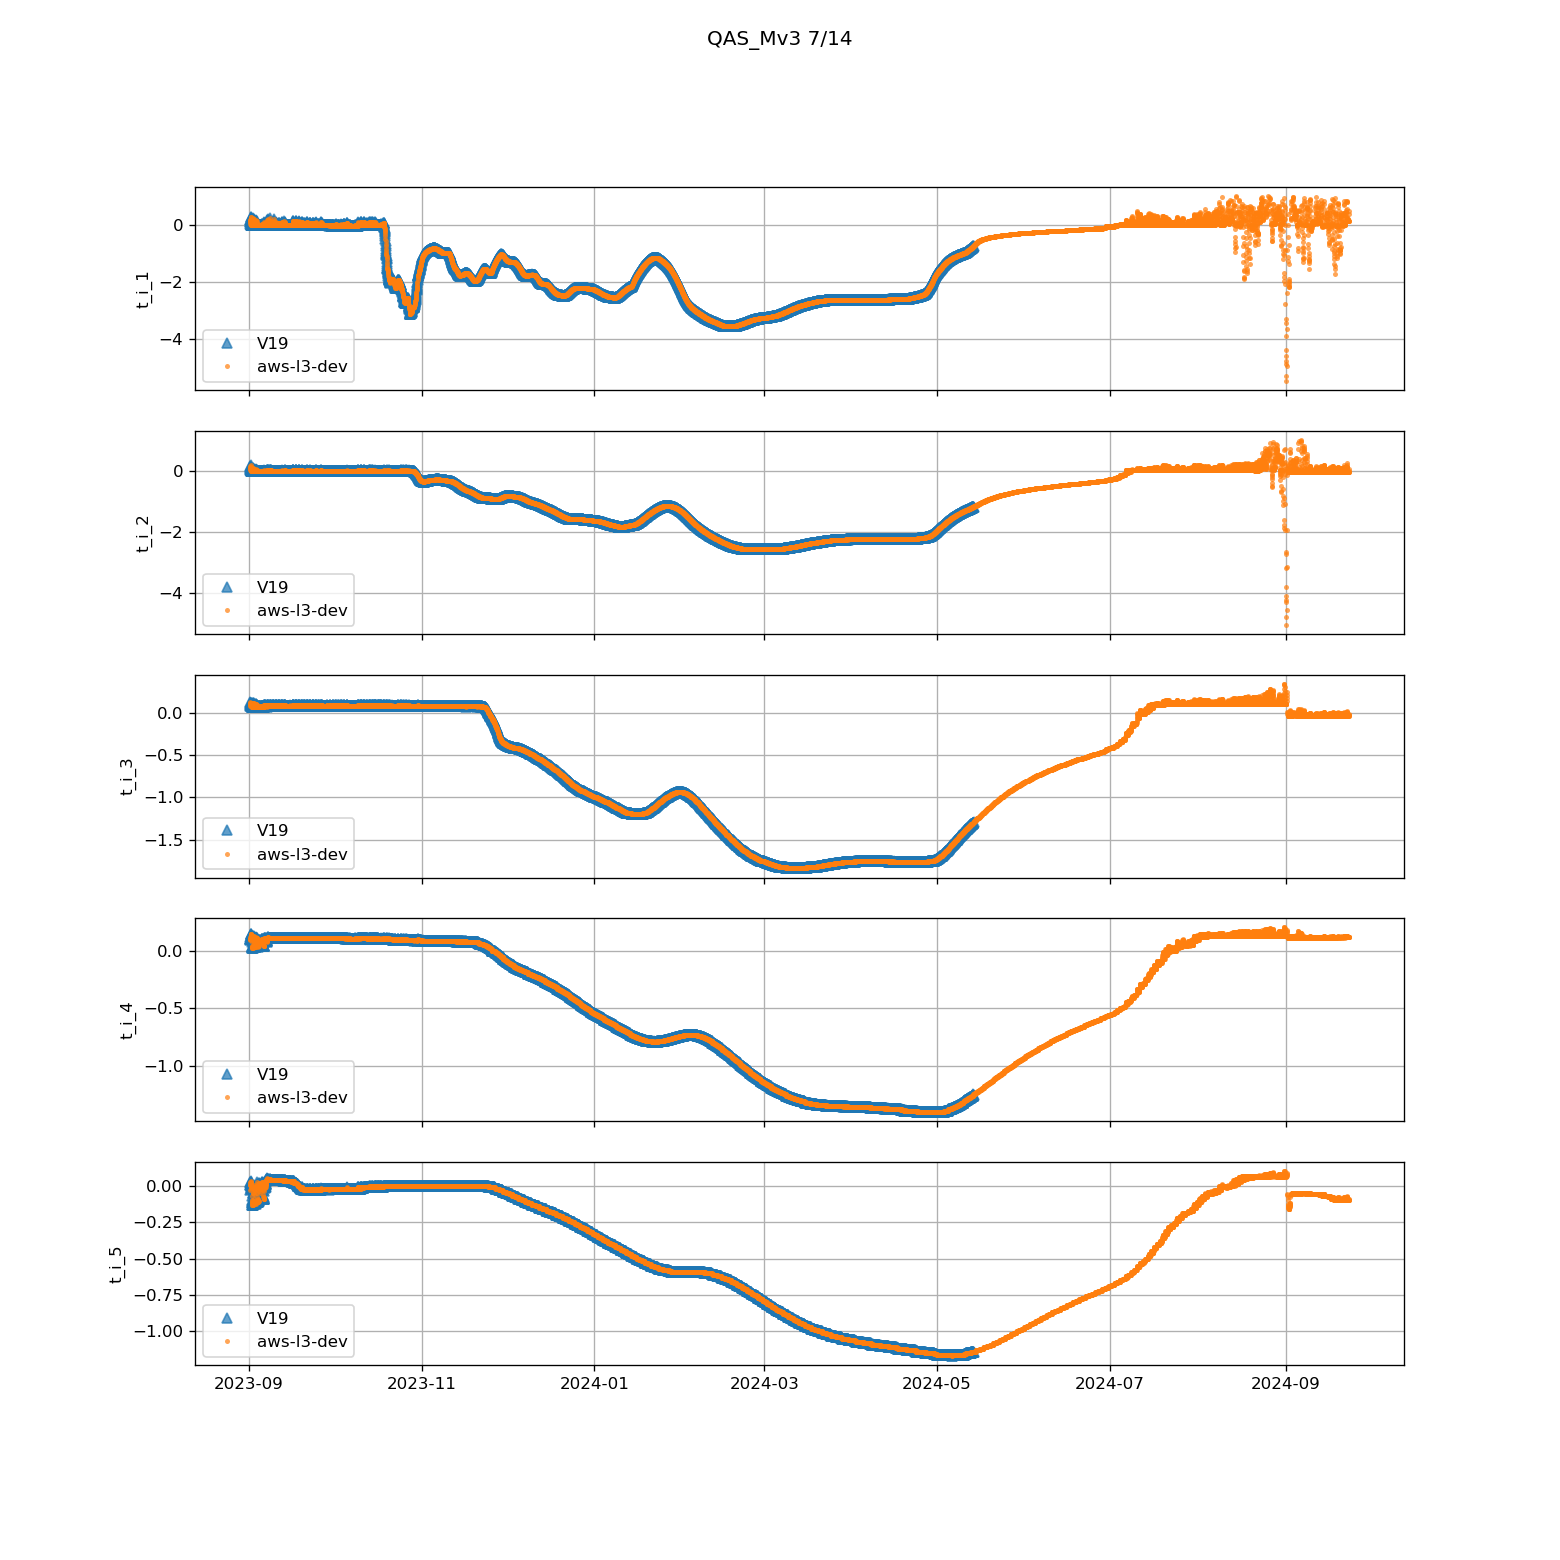 QAS_Mv3 7/14
0
−2
−4
t_i_1
V19
aws-l3-dev
0
−2
−4
t_i_2
V19
aws-l3-dev
0.0
−0.5
−1.0
−1.5
t_i_3
V19
aws-l3-dev
0.0
−0.5
−1.0
t_i_4
V19
aws-l3-dev
0.00
−0.25
−0.50
−0.75
−1.00
t_i_5
V19
aws-l3-dev
2023-09 2023-11 2024-01 2024-03 2024-05 2024-07 2024-09